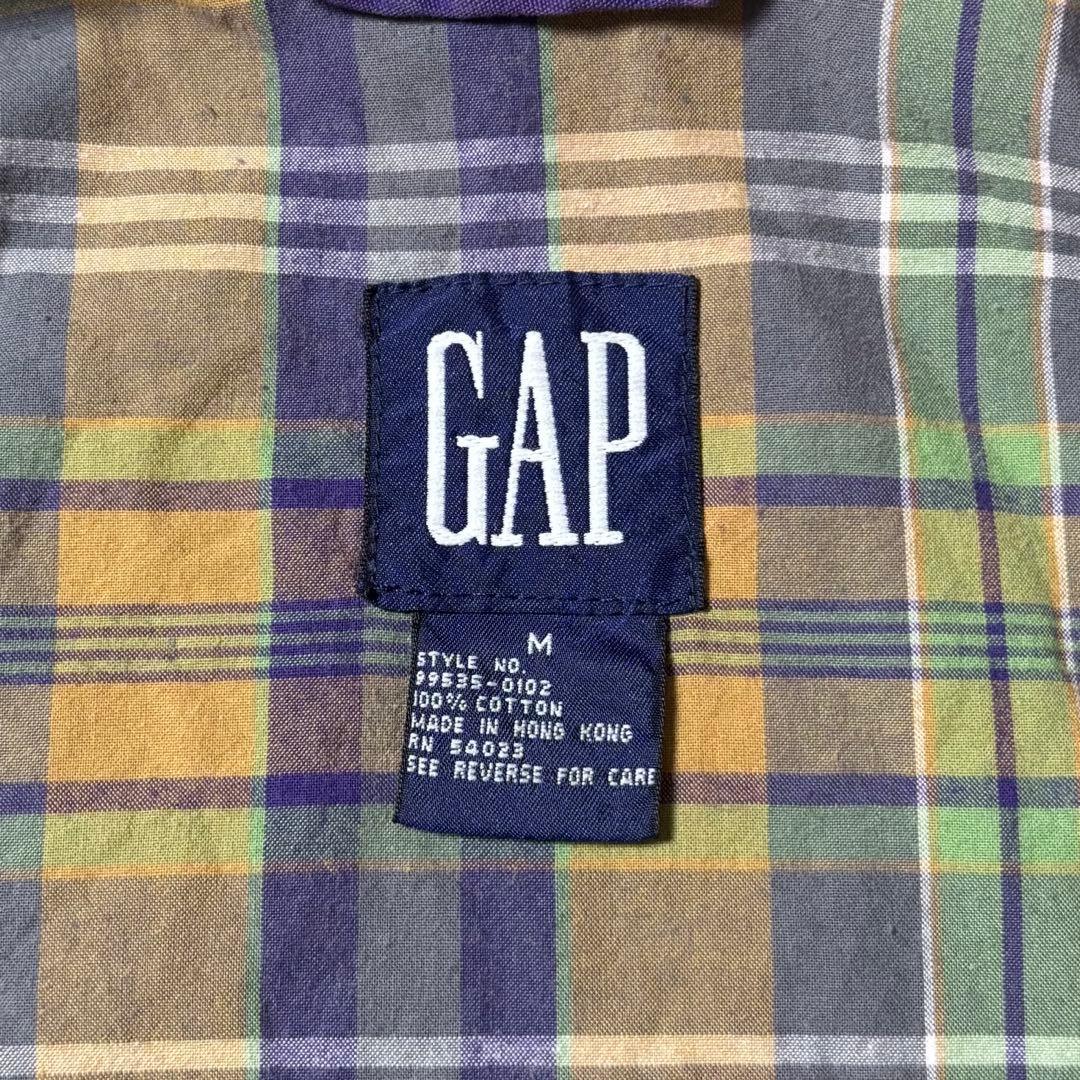 GAP
M
STYLE NO.
99535-0102
100% COTTON
MADE IN HONG KONG
RN 54023
SEE REVERSE FOR CARE